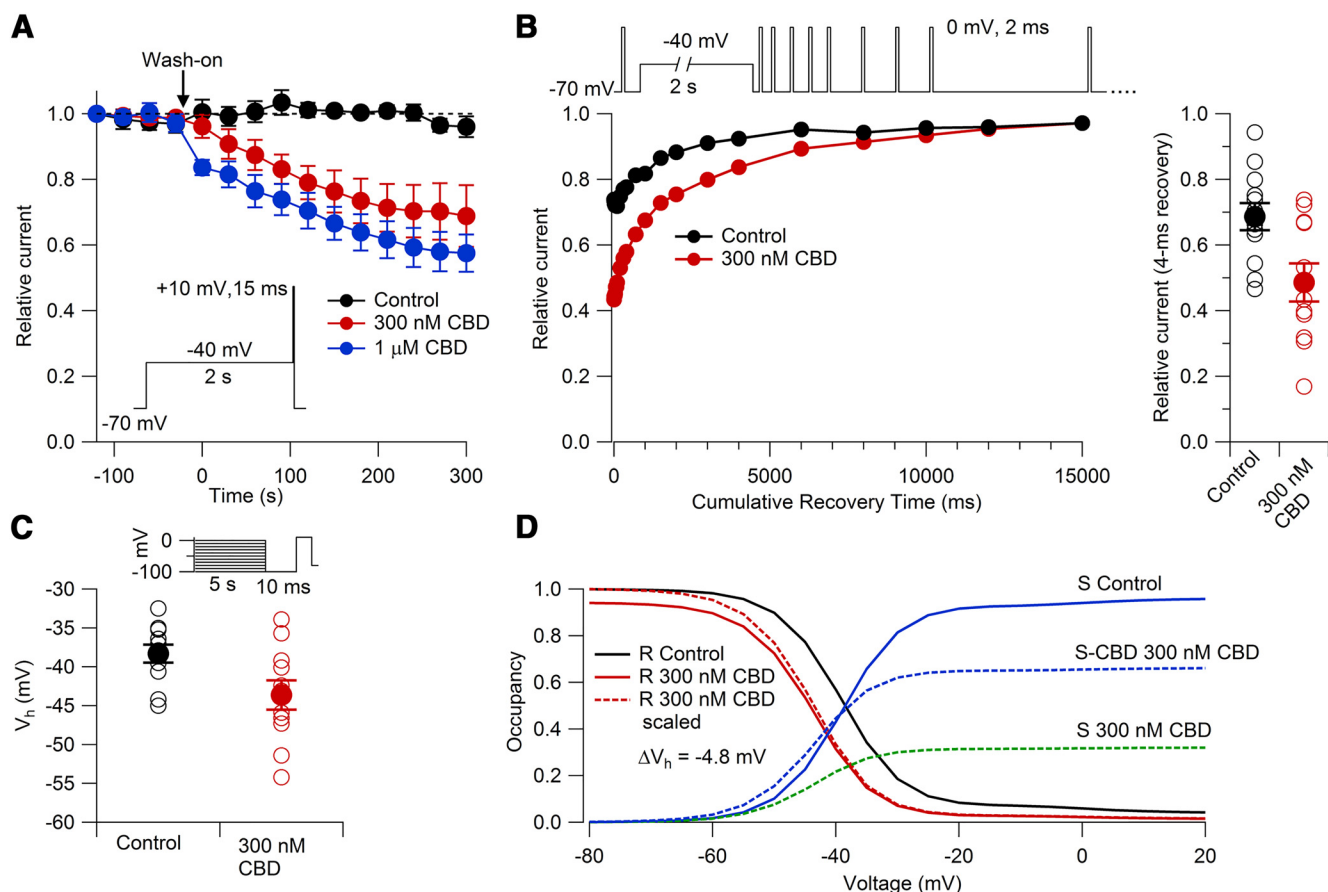 A
Wash-on
1.0
0.8
0.6
0.4
0.2
0.0
Relative current
+10 mV,15 ms
-40 mV
2 s
-70 mV
Control
300 nM CBD
1 μM CBD
-100
0
100
200
300
Time (s)
B
-40 mV
0 mV, 2 ms
-70 mV
2 s
1.0
0.8
0.6
0.4
0.2
0.0
Relative current
Control
300 nM CBD
0
5000
10000
15000
Cumulative Recovery Time (ms)
Relative current (4-ms recovery)
1.0
0.8
0.6
0.4
0.2
0.0
Control
300 nM
CBD
C
mV
0
-100
5 s
10 ms
-30
-35
-40
-45
-50
-55
-60
Vh (mV)
Control
300 nM
CBD
D
1.0
0.8
0.6
0.4
0.2
0.0
Occupancy
R Control
R 300 nM CBD
R 300 nM CBD
scaled
ΔVh = -4.8 mV
S Control
S-CBD 300 nM CBD
S 300 nM CBD
-80
-60
-40
-20
0
20
Voltage (mV)